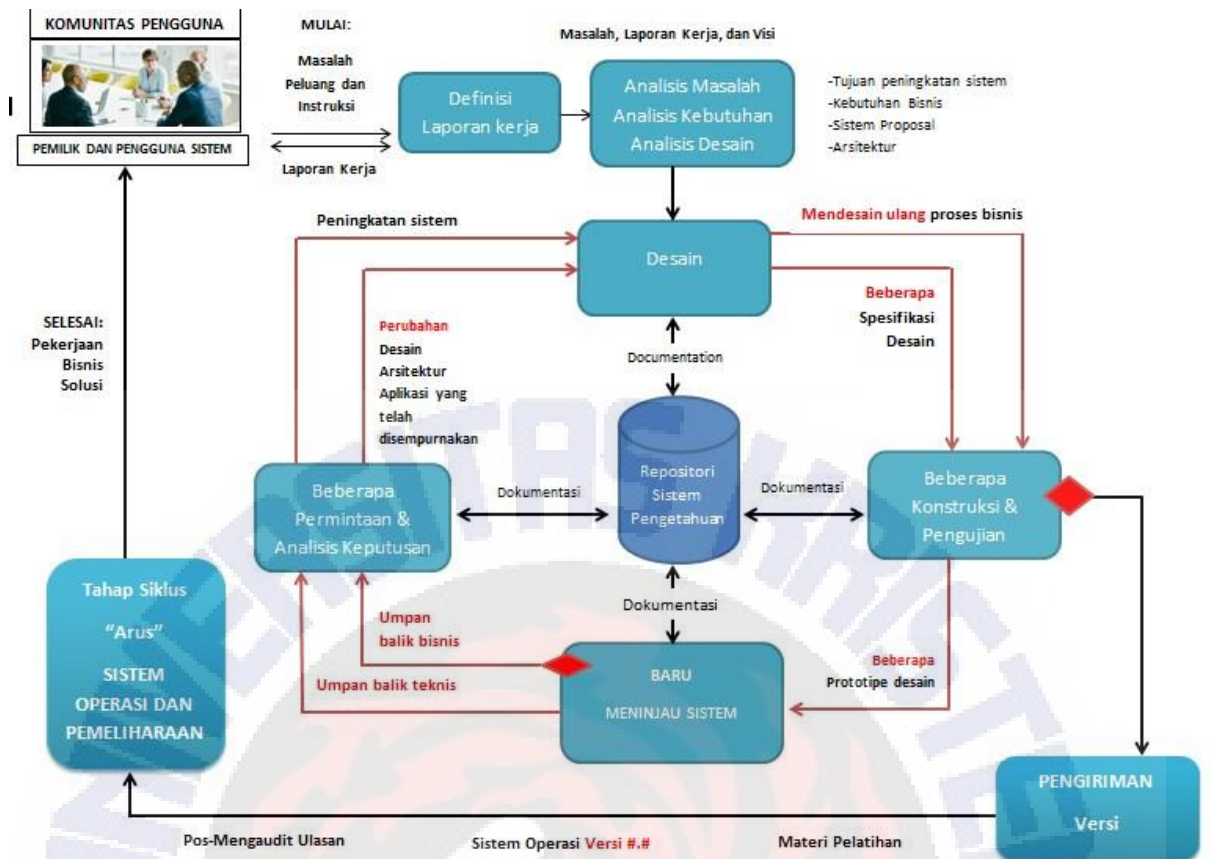 KOMUNITAS PENGGUNA
PEMILIK DAN PENGGUNA SISTEM
MULAI:
Masalah
Peluang dan
Instruksi
Laporan Kerja
Definisi
Laporan kerja
Masalah, Laporan Kerja, dan Visi
Analisis Masalah
Analisis Kebutuhan
Analisis Desain
-Tujuan peningkatan sistem
-Kebutuhan Bisnis
-Sistem Proposal
-Arsitektur
Peningkatan sistem
Desain
Mendesain ulang proses bisnis
Beberapa
Spesifikasi
Desain
SELESAI:
Pekerjaan
Bisnis
Solusi
Perubahan
Desain
Arsitektur
Aplikasi yang
telah
disempurnakan
Documentation
Beberapa
Permintaan &
Analisis Keputusan
Dokumentasi
Repositori
Sistem
Pengetahuan
Dokumentasi
Beberapa
Konstruksi &
Pengujian
Tahap Siklus
"Arus"
SISTEM
OPERASI DAN
PEMELIHARAAN
Umpan
balik bisnis
Umpan balik teknis
Dokumentasi
BARU
MENINJAU SISTEM
Beberapa
Prototipe desain
PENGIRIMAN
Versi
Pos-Mengaudit Ulasan
Sistem Operasi Versi #.#
Materi Pelatihan
UNIVERSITAS KRISTE